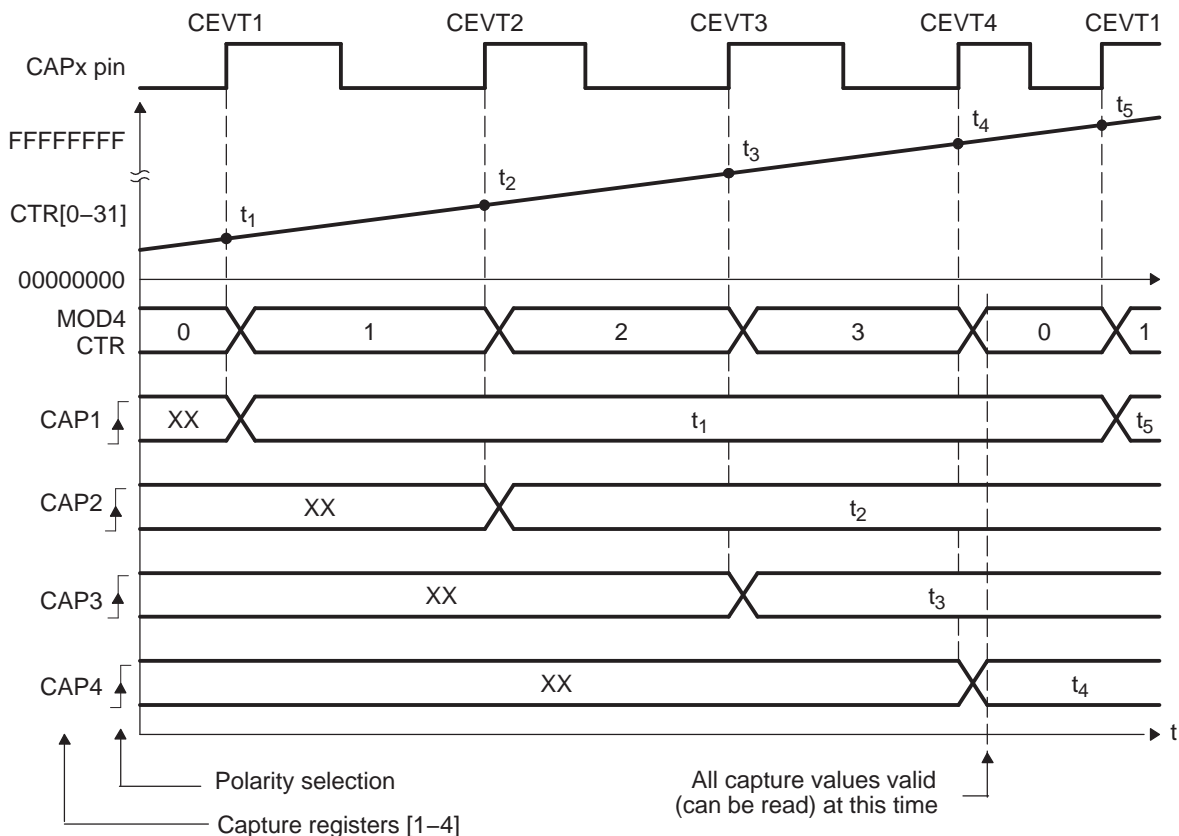 CEVT1 CEVT2 CEVT3 CEVT4 CEVT1
CAPx pin
FFFFFFFF
CTR[0–31]
t1 t2 t3 t4 t5
00000000
MOD4
CTR
0 1 2 3 0 1
CAP1 XX t1 t5
CAP2 XX t2
CAP3 XX t3
CAP4 XX t4
t
Polarity selection
Capture registers [1–4]
All capture values valid
(can be read) at this time